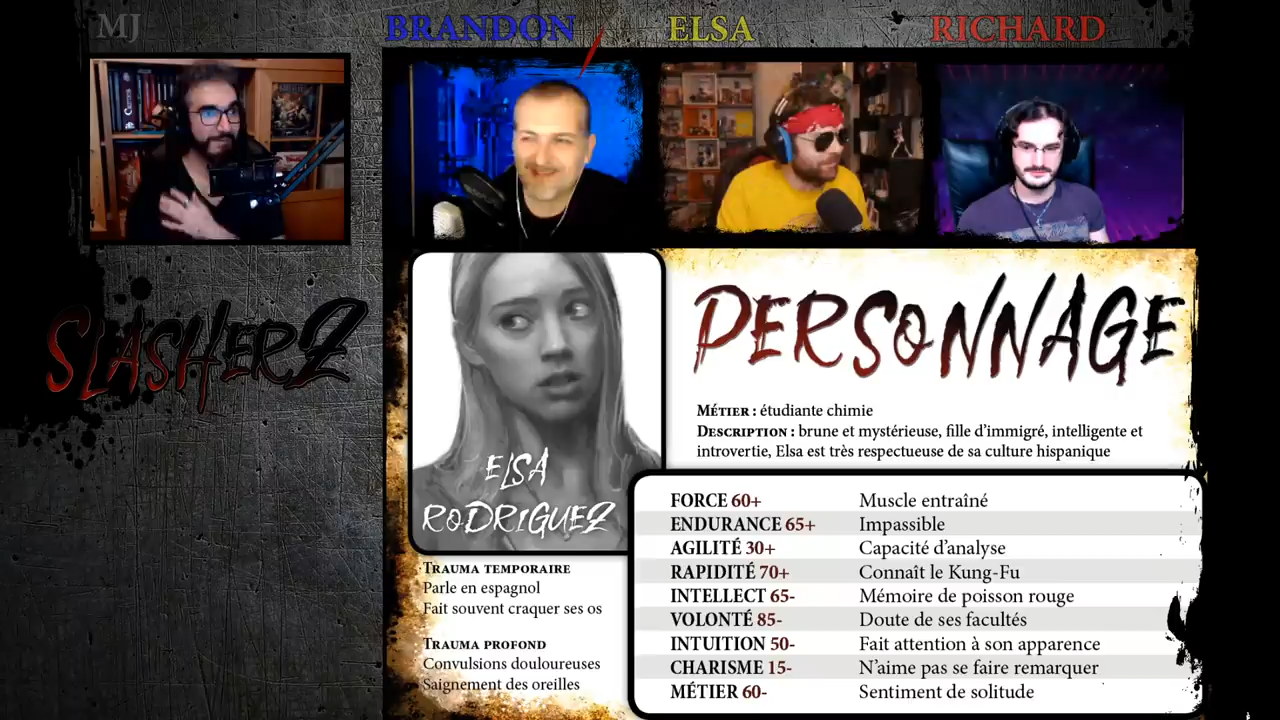 MJ
BRANDON
ELSA
RICHARD
SLASHERZ
PERSONNAGE
MÉTIER : étudiante chimie
DESCRIPTION : brune et mystérieuse, fille d'immigré, intelligente et
introvertie, Elsa est très respectueuse de sa culture hispanique
ELSA
RODRIGUEZ
FORCE 60+ Muscle entraîné
ENDURANCE 65+ Impassible
AGILITÉ 30+ Capacité d'analyse
RAPIDITÉ 70+ Connaît le Kung-Fu
INTELLECT 65- Mémoire de poisson rouge
VOLONTÉ 85- Doute de ses facultés
INTUITION 50- Fait attention à son apparence
CHARISME 15- N'aime pas se faire remarquer
MÉTIER 60- Sentiment de solitude
TRAUMA TEMPORAIRE
Parle en espagnol
Fait souvent craquer ses os
TRAUMA PROFOND
Convulsions douloureuses
Saignement des oreilles